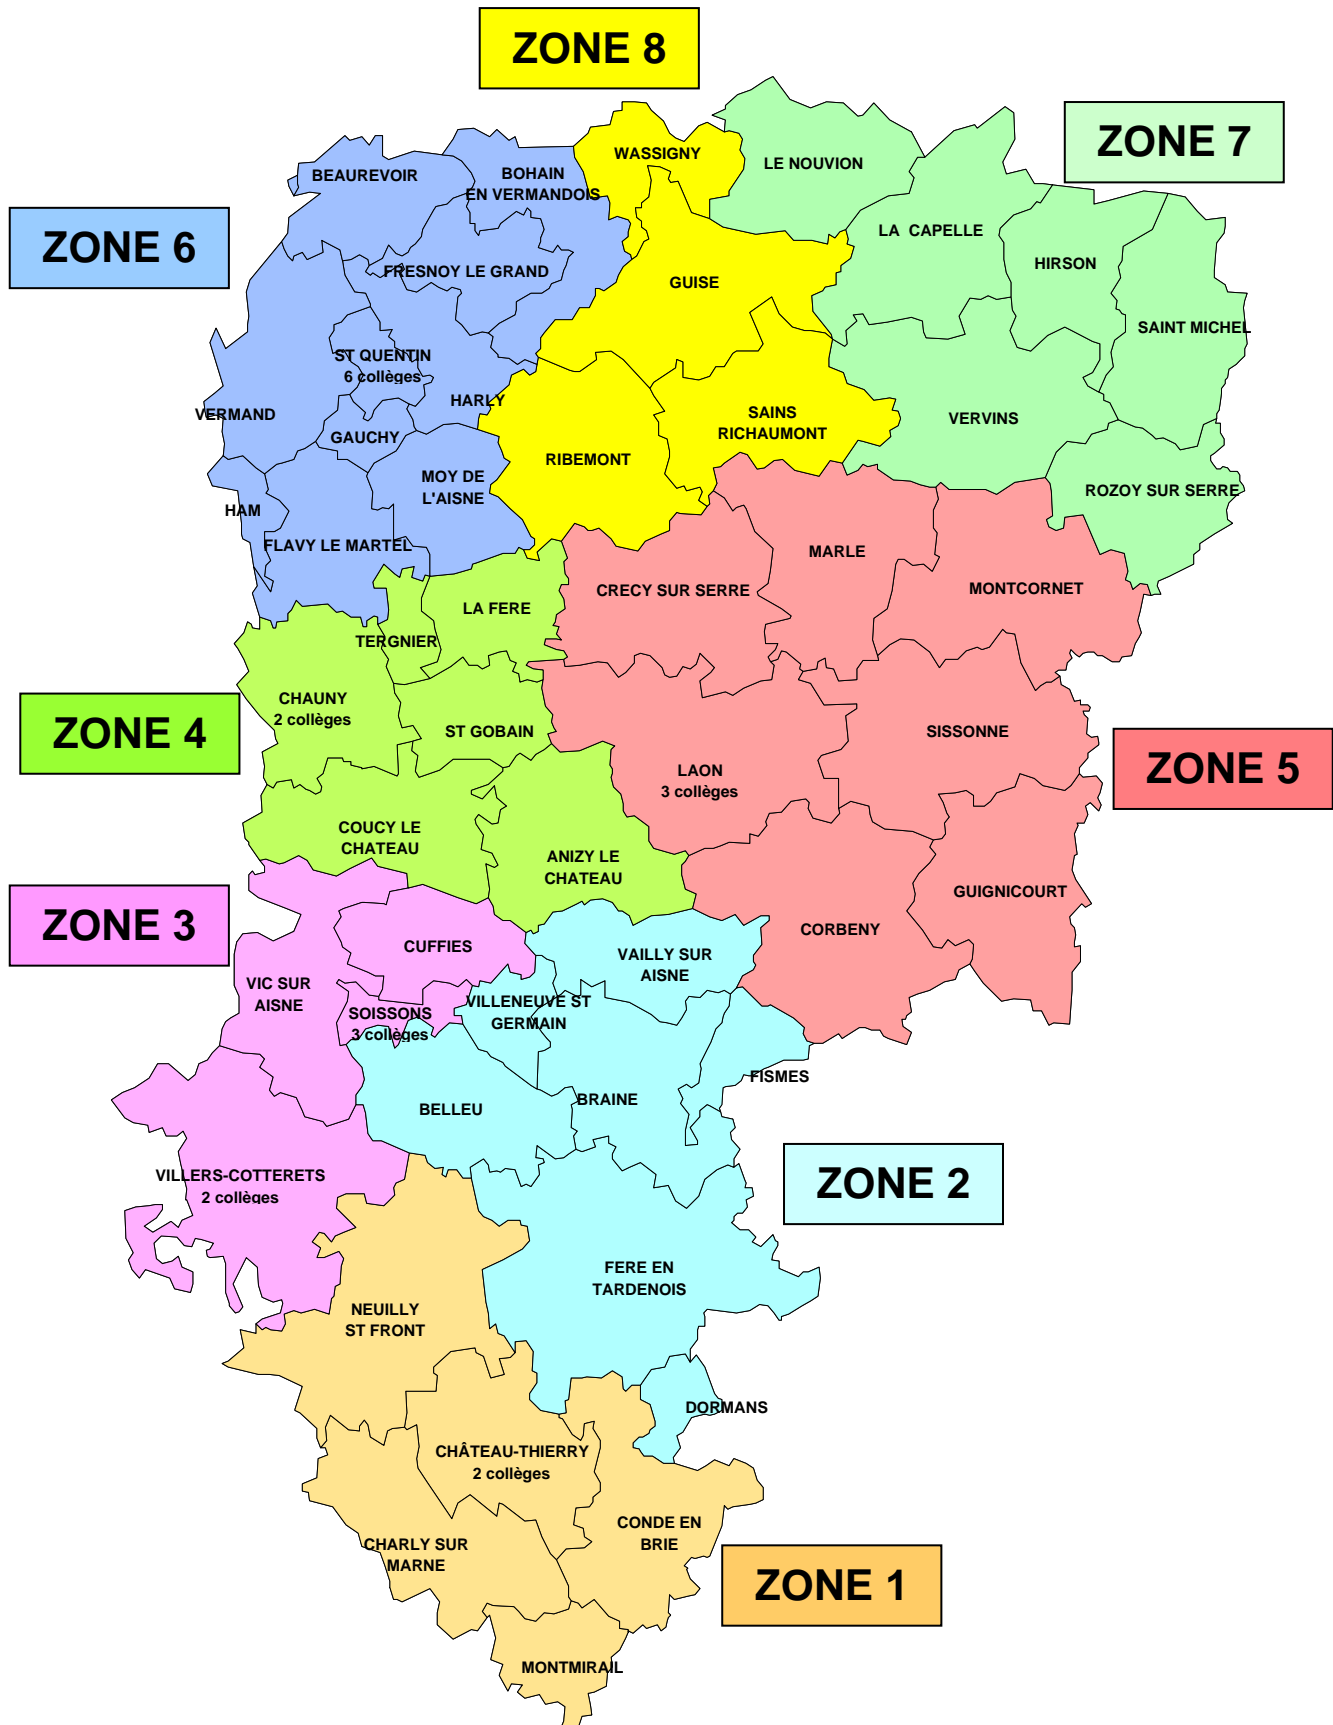 ZONE 8
ZONE 7
WASSIGNY
LE NOUVION
BEAUREVOIR
BOHAIN
EN VERMANDOIS
ZONE 6
LA CAPELLE
HIRSON
FRESNOY LE GRAND
GUISE
SAINT MICHEL
ST QUENTIN
6 collèges
HARLY
VERMAND
GAUCHY
SAINS
RICHAUMONT
VERVINS
RIBEMONT
MOY DE
L'AISNE
ROZOY SUR SERRE
HAM
FLAVY LE MARTEL
MARLE
CRECY SUR SERRE
MONTCORNET
LA FERE
TERGNIER
CHAUNY
2 collèges
ZONE 4
ST GOBAIN
SISSONNE
LAON
3 collèges
ZONE 5
COUCY LE
CHATEAU
ANIZY LE
CHATEAU
GUIGNICOURT
ZONE 3
CUFFIES
CORBENY
VAILLY SUR
AISNE
VIC SUR
AISNE
SOISSONS
3 collèges
VILLENEUVE ST
GERMAIN
FISMES
BELLEU
BRAINE
VILLERS-COTTERETS
2 collèges
ZONE 2
FERE EN
TARDENOIS
NEUILLY
ST FRONT
DORMANS
CHÂTEAU-THIERRY
2 collèges
CONDE EN
BRIE
CHARLY SUR
MARNE
ZONE 1
MONTMIRAIL